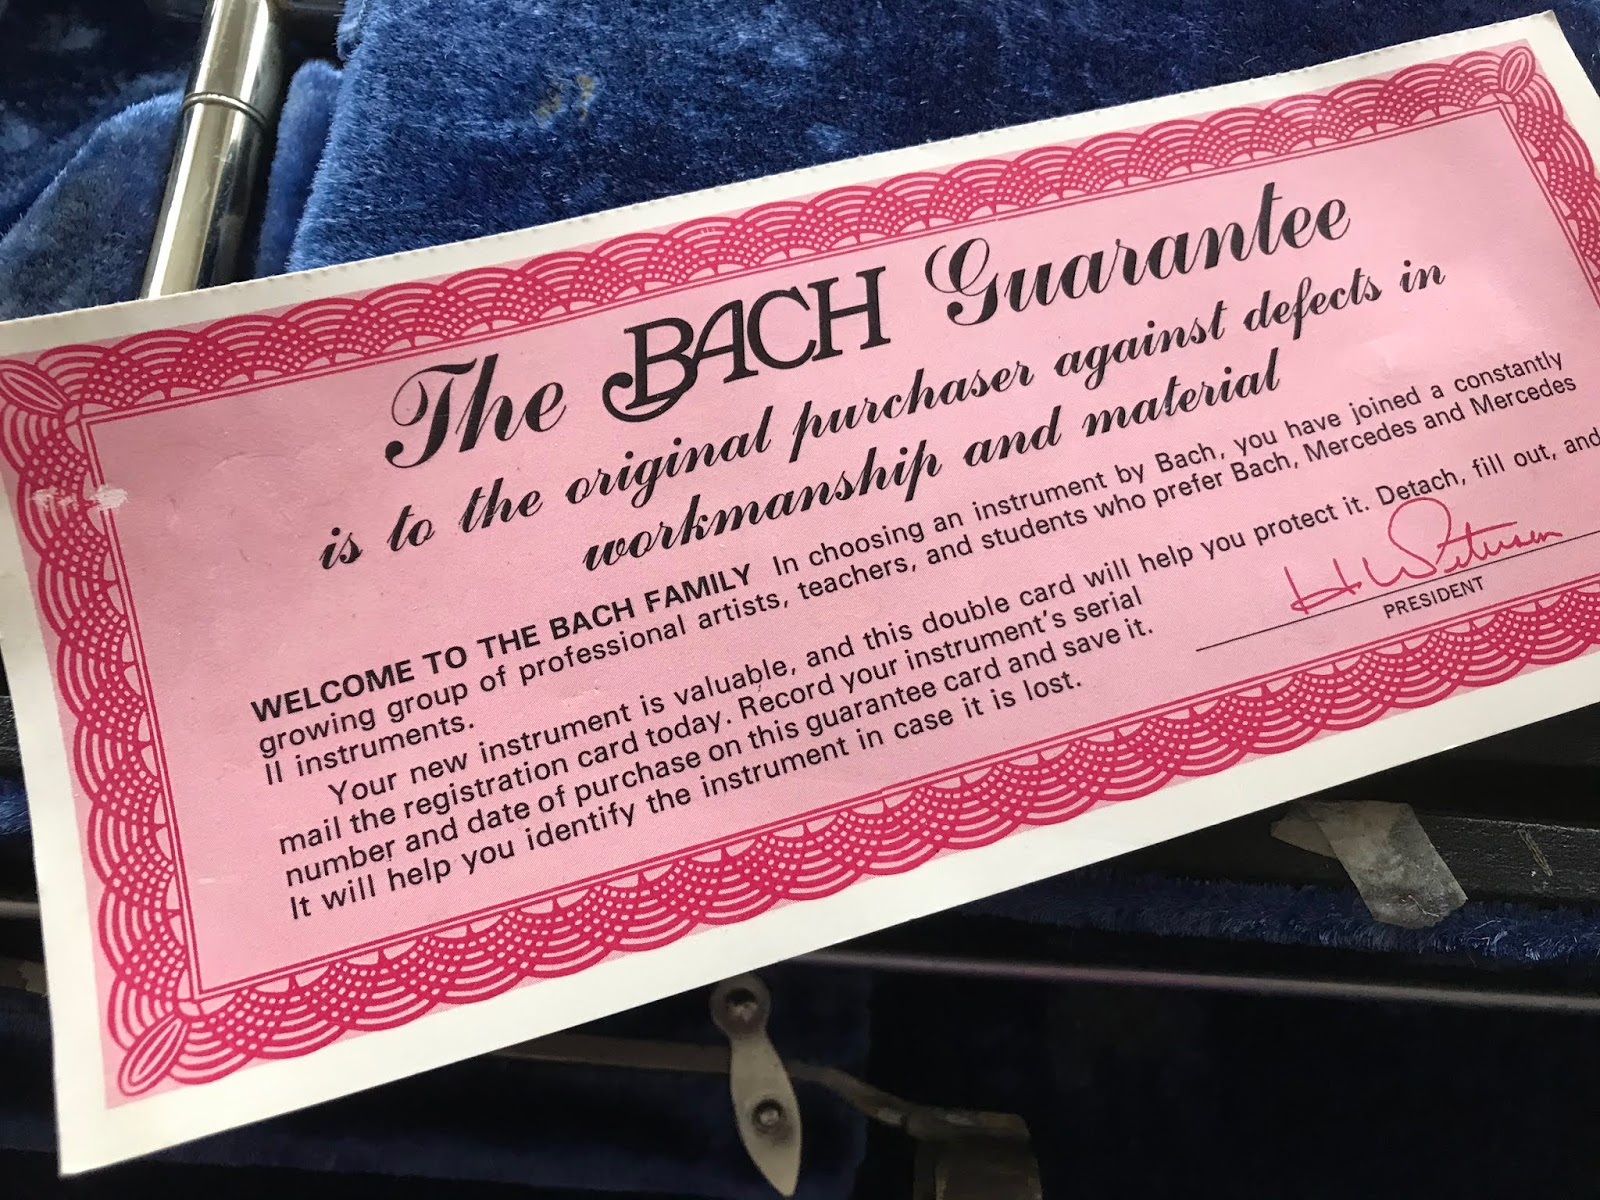 The BACH Guarantee
is to the original purchaser against defects in
workmanship and material
WELCOME TO THE BACH FAMILY In choosing an instrument by Bach, you have joined a constantly
growing group of professional artists, teachers, and students who prefer Bach, Mercedes and Mercedes
II instruments.
Your new instrument is valuable, and this double card will help you protect it. Detach, fill out, and
mail the registration card today. Record your instrument's serial
number and date of purchase on this guarantee card and save it.
It will help you identify the instrument in case it is lost.
H W Petersen
PRESIDENT